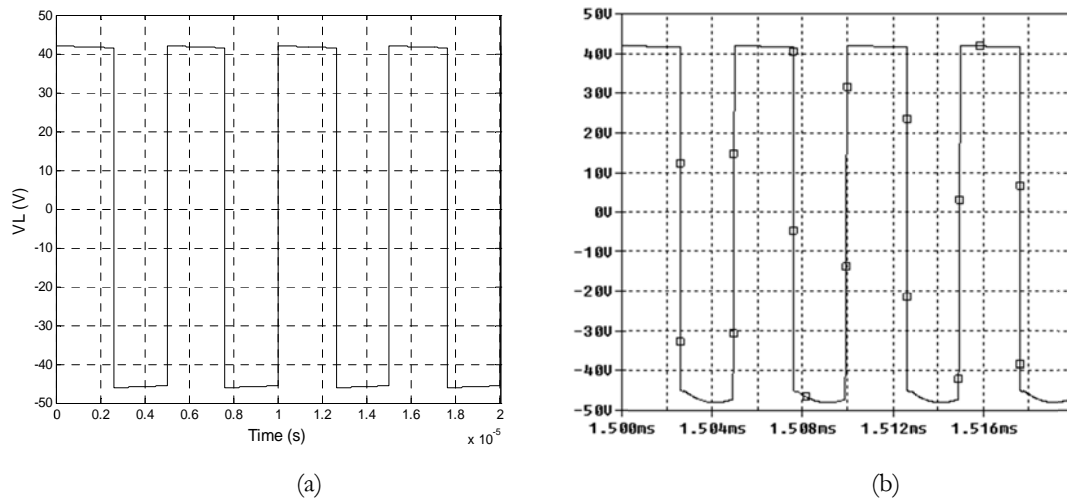 50
40
30
20
10
0
-10
-20
-30
-40
-50
VL (V)
0 0.2 0.4 0.6 0.8 1 1.2 1.4 1.6 1.8 2
Time (s)
x 10-5
(a)
50V
40V
30V
20V
10V
0V
-10V
-20V
-30V
-40V
-50V
1.500ms 1.504ms 1.508ms 1.512ms 1.516ms
(b)